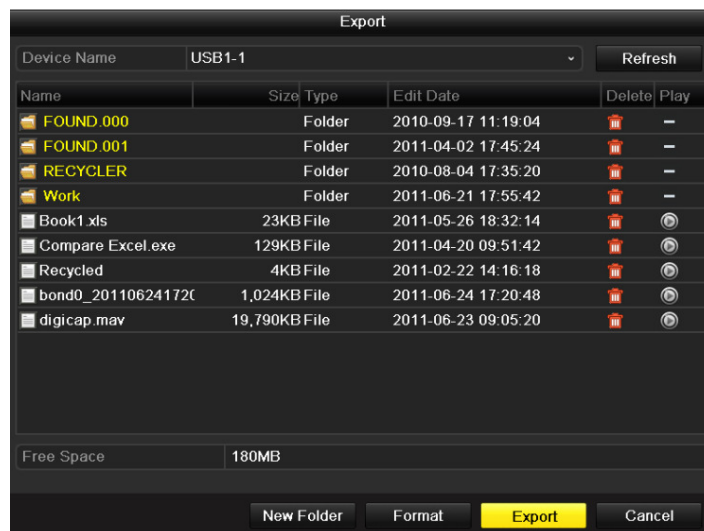 Export
Device Name USB1-1 Refresh
Name Size Type Edit Date Delete Play
FOUND.000 Folder 2010-09-17 11:19:04 –
FOUND.001 Folder 2011-04-02 17:45:24 –
RECYCLER Folder 2010-08-04 17:35:20 –
Work Folder 2011-06-21 17:55:42 –
Book1.xls 23KB File 2011-05-26 18:32:14
Compare Excel.exe 129KB File 2011-04-20 09:51:42
Recycled 4KB File 2011-02-22 14:16:18
bond0_201106241720 1,024KB File 2011-06-24 17:20:48
digicap.mav 19,790KB File 2011-06-23 09:05:20
Free Space 180MB
New Folder Format Export Cancel